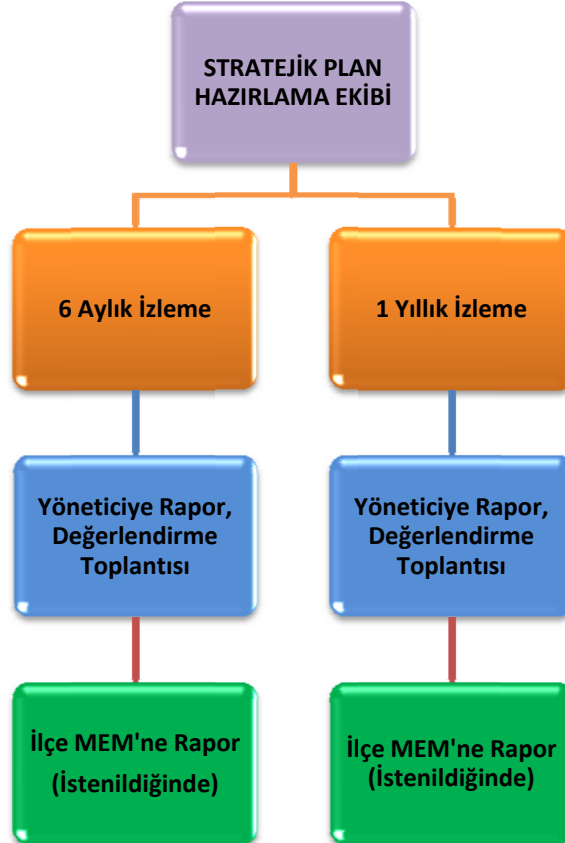 STRATEJİK PLAN
HAZIRLAMA EKİBİ
6 Aylık İzleme
1 Yıllık İzleme
Yöneticiye Rapor,
Değerlendirme
Toplantısı
Yöneticiye Rapor,
Değerlendirme
Toplantısı
İlçe MEM'ne Rapor
(İstenildiğinde)
İlçe MEM'ne Rapor
(İstenildiğinde)